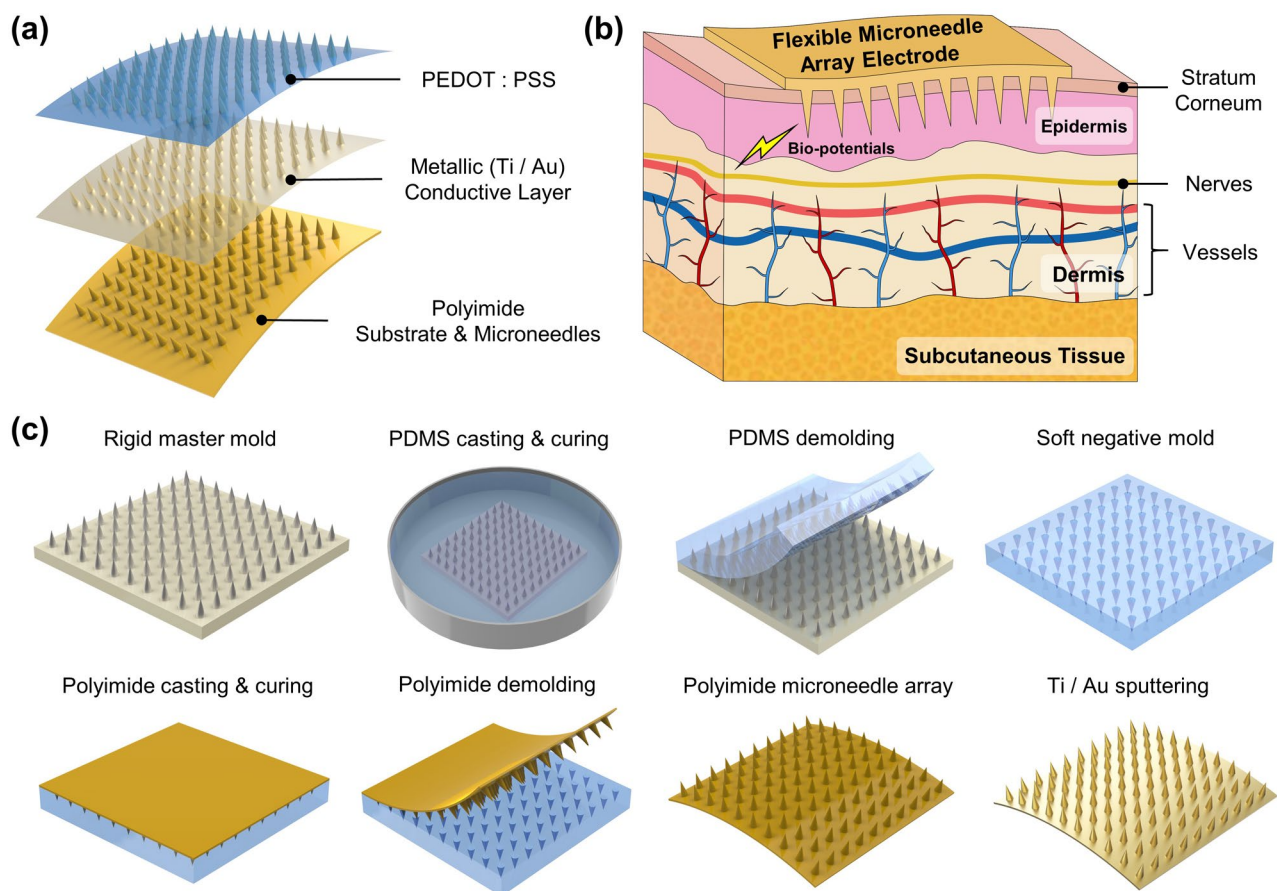 (a)
PEDOT : PSS
Metallic (Ti / Au)
Conductive Layer
Polyimide
Substrate & Microneedles
(b)
Flexible Microneedle
Array Electrode
Stratum
Corneum
Epidermis
Bio-potentials
Nerves
Vessels
Dermis
Subcutaneous Tissue
(c)
Rigid master mold
PDMS casting & curing
PDMS demolding
Soft negative mold
Polyimide casting & curing
Polyimide demolding
Polyimide microneedle array
Ti / Au sputtering